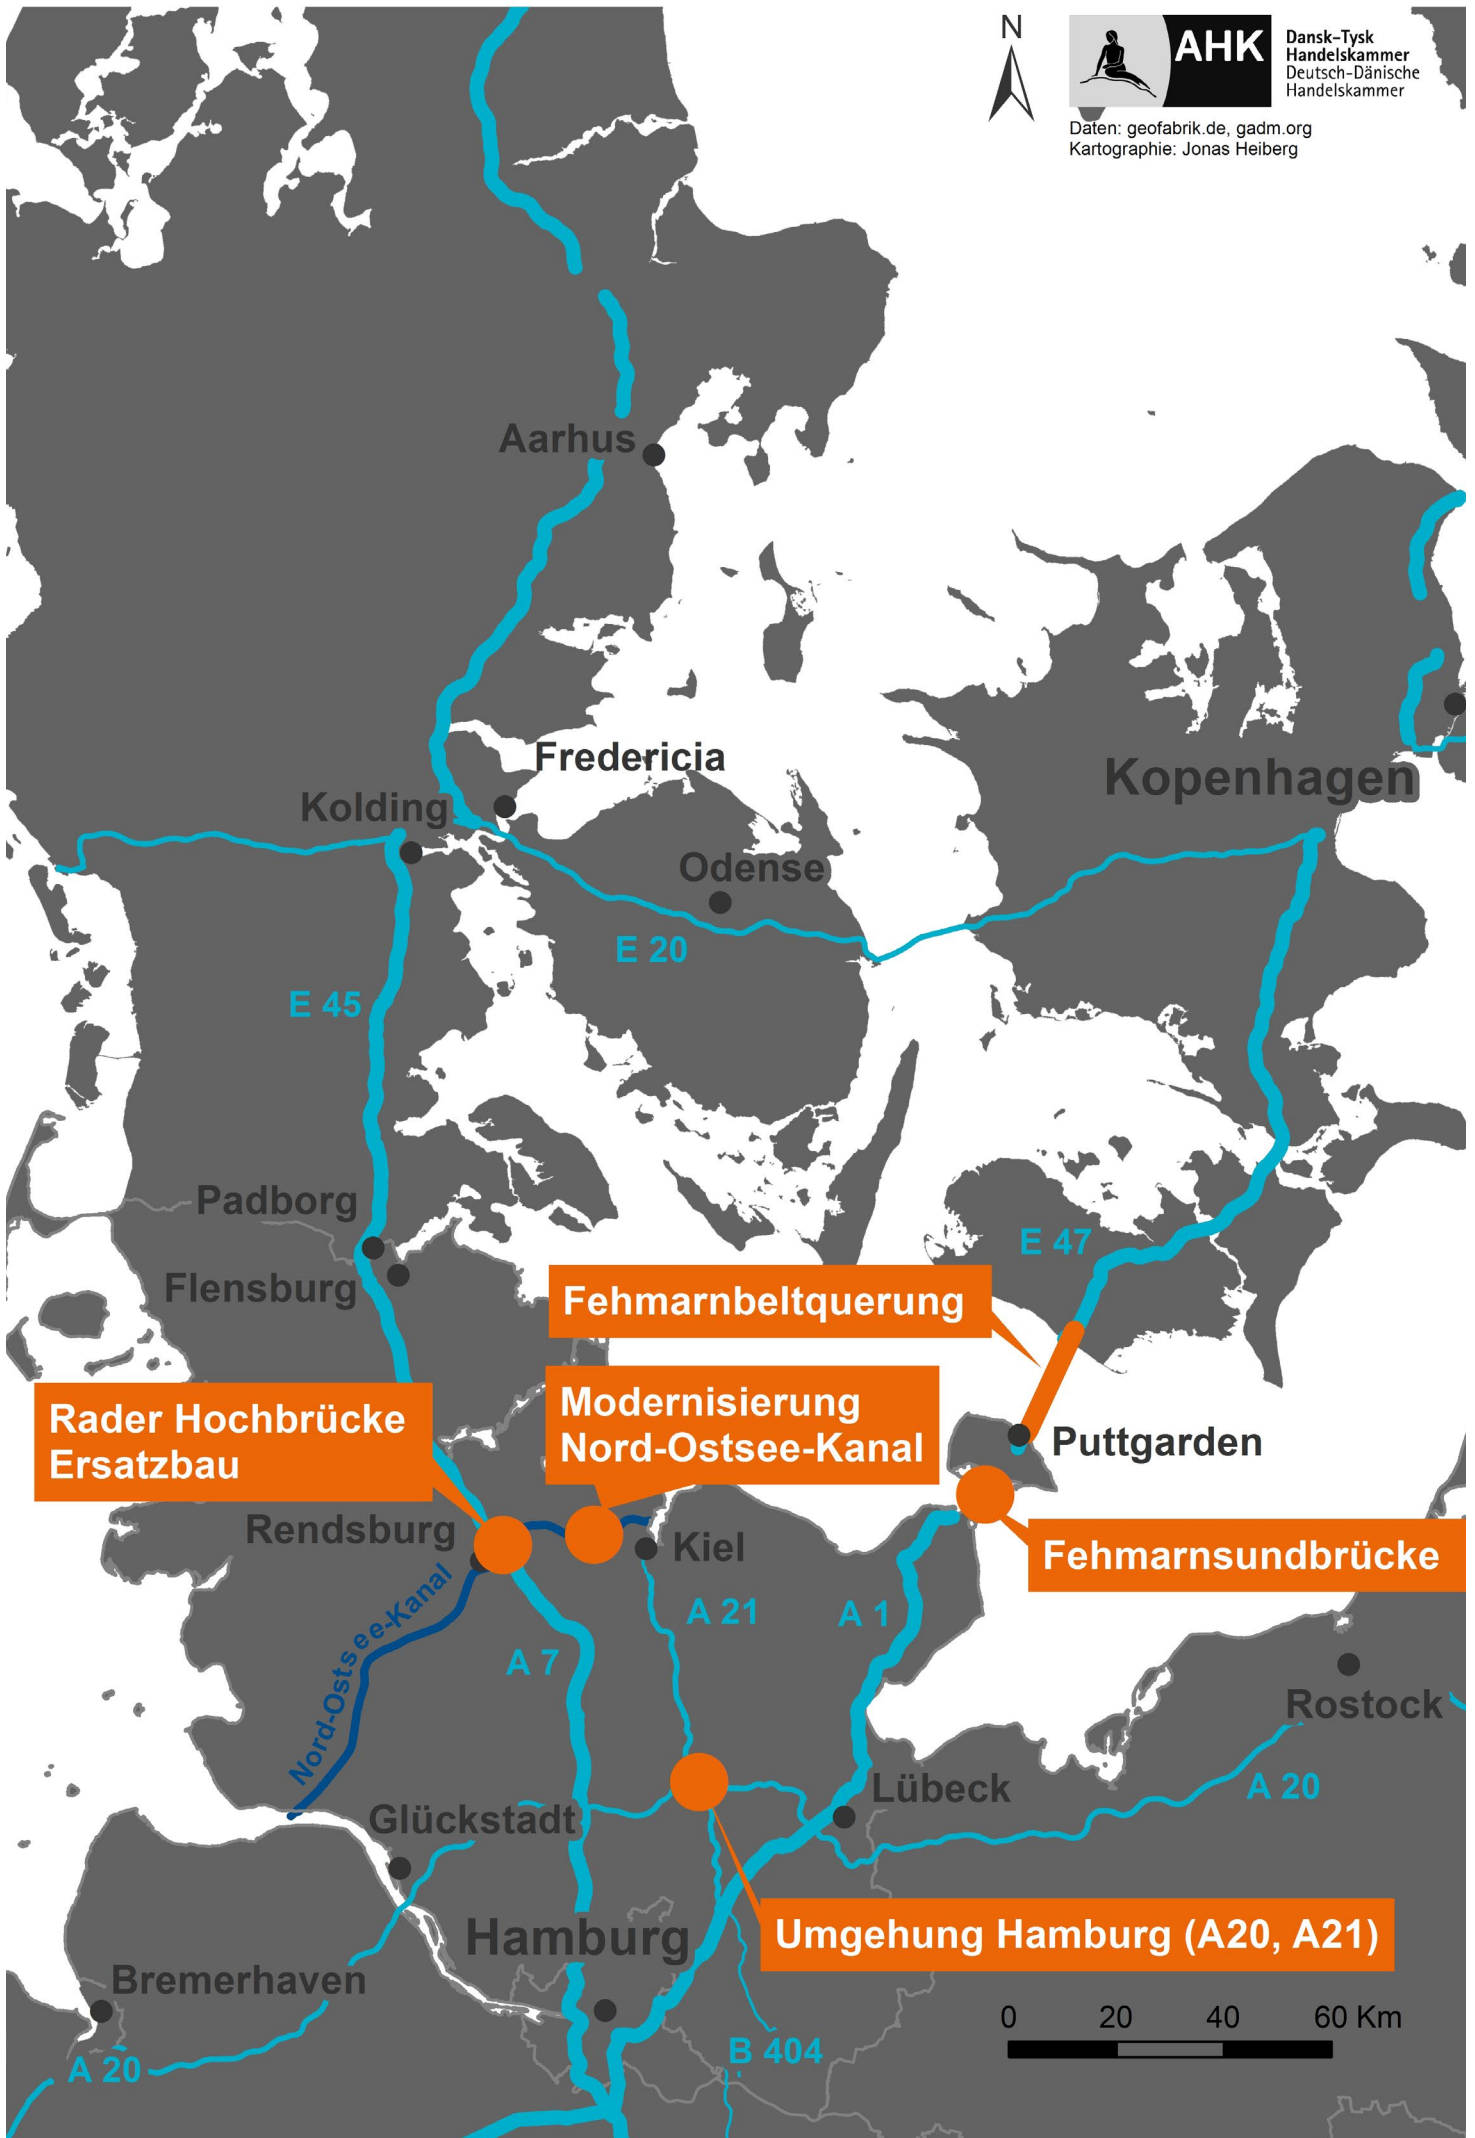 N
AHK
Dansk-Tysk
Handelskammer
Deutsch-Dänische
Handelskammer
Daten: geofabrik.de, gadm.org
Kartographie: Jonas Heiberg
Aarhus
Fredericia
Kopenhagen
Kolding
Odense
E 20
E 45
Padborg
E 47
Flensburg
Fehmarnbeltquerung
Modernisierung
Nord-Ostsee-Kanal
Rader Hochbrücke
Ersatzbau
Puttgarden
Rendsburg
Kiel
Fehmarnsundbrücke
Nord-Ostsee-Kanal
A 21
A 1
A 7
Rostock
Lübeck
A 20
Glückstadt
Umgehung Hamburg (A20, A21)
Hamburg
Bremerhaven
0 20 40 60 Km
B 404
A 20